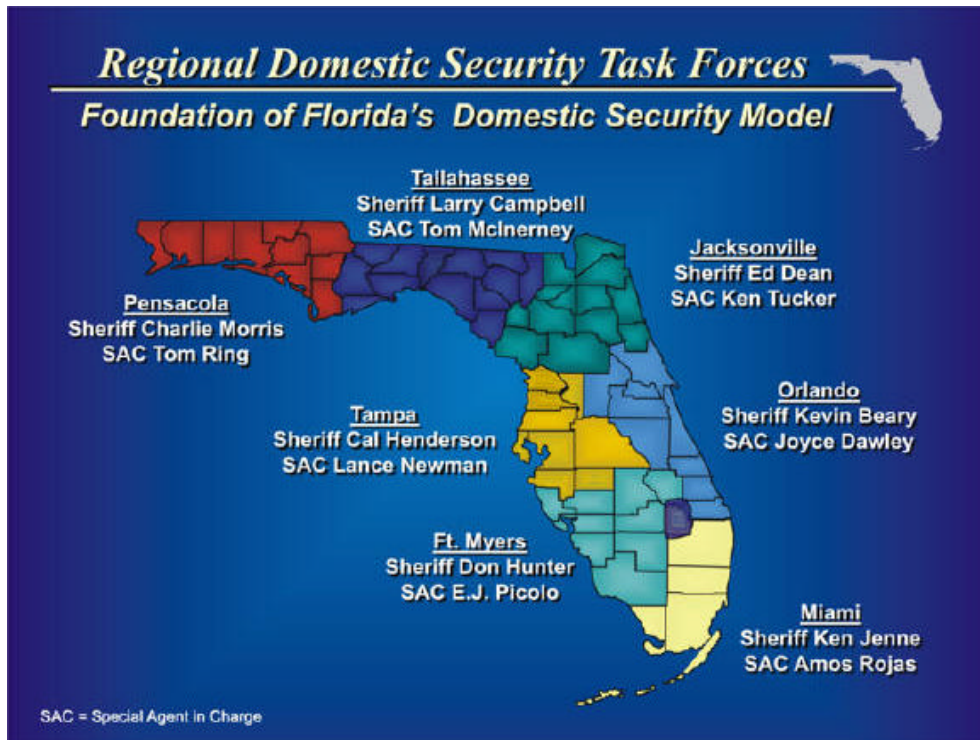 Regional Domestic Security Task Forces
Foundation of Florida's Domestic Security Model
Tallahassee
Sheriff Larry Campbell
SAC Tom McInerney
Jacksonville
Sheriff Ed Dean
SAC Ken Tucker
Pensacola
Sheriff Charlie Morris
SAC Tom Ring
Orlando
Sheriff Kevin Beary
SAC Joyce Dawley
Tampa
Sheriff Cal Henderson
SAC Lance Newman
Ft. Myers
Sheriff Don Hunter
SAC E.J. Picolo
Miami
Sheriff Ken Jenne
SAC Amos Rojas
SAC = Special Agent in Charge